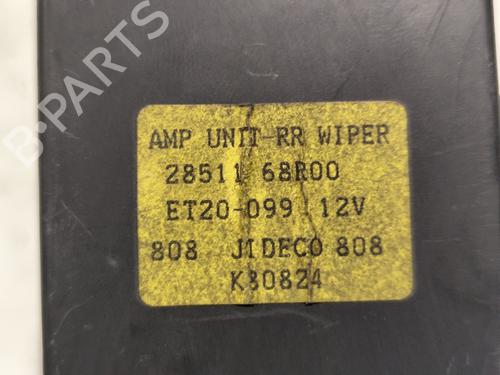 B-PARTS
AMP UNIT-RR WIPER
28511 68R00
ET20-099 12V
808 JIDECO 808
K30824